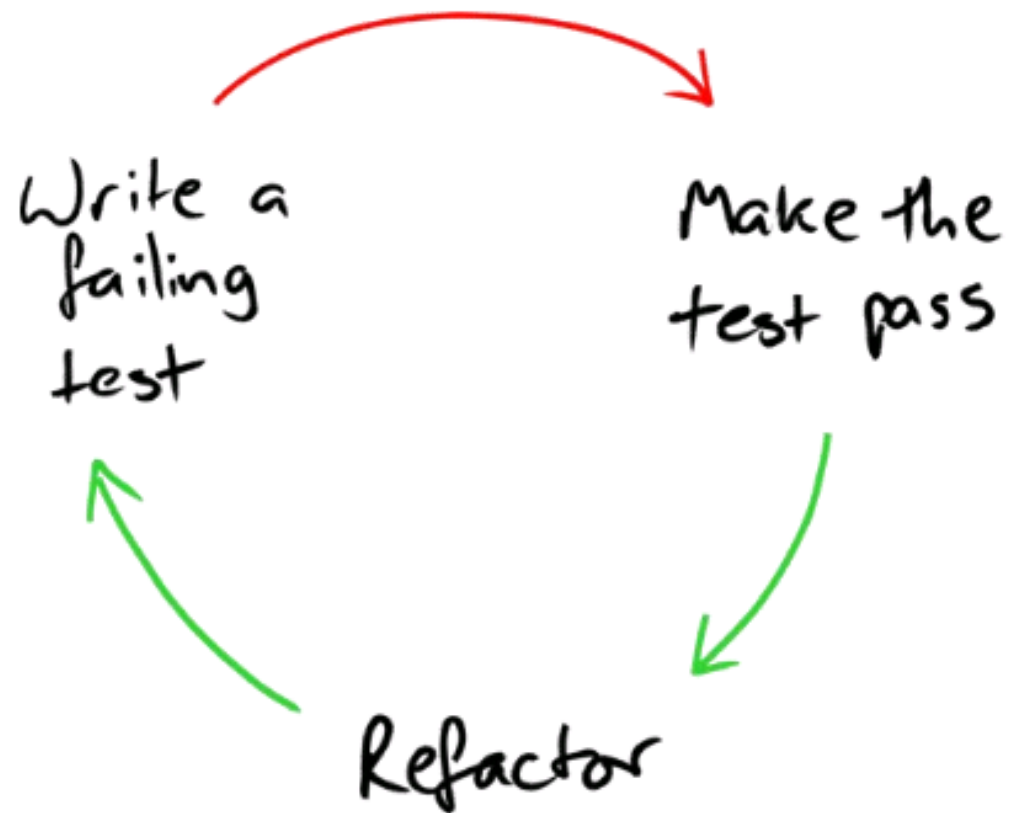 Write a
failing
test
Make the
test pass
Refactor